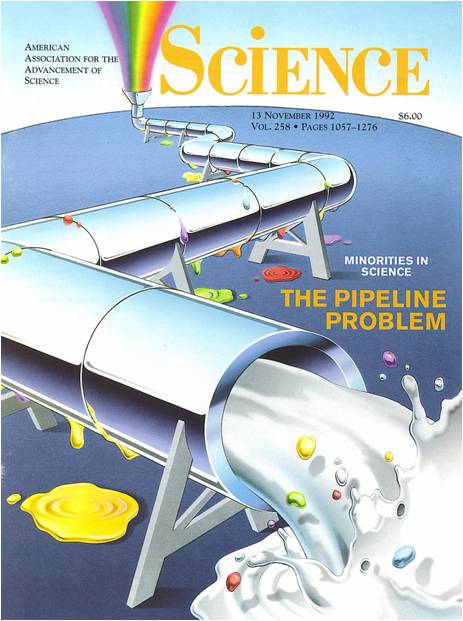 AMERICAN
ASSOCIATION FOR THE
ADVANCEMENT OF
SCIENCE
SCIENCE
13 NOVEMBER 1992 $6.00
VOL. 258 • PAGES 1057–1276
MINORITIES IN
SCIENCE
THE PIPELINE
PROBLEM